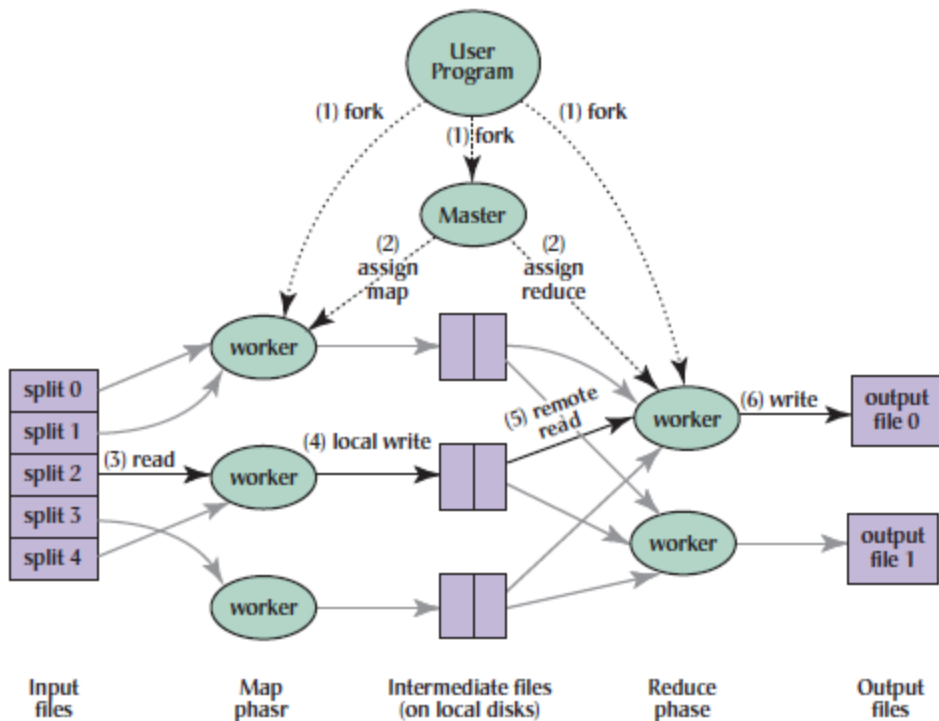 User
Program
(1) fork
(1) fork
(1) fork
Master
(2)
assign
map
(2)
assign
reduce
worker
split 0
split 1
split 2
split 3
split 4
(3) read
worker
(4) local write
worker
(5) remote
read
worker
(6) write
output
file 0
worker
output
file 1
Input
files
Map
phasr
Intermediate files
(on local disks)
Reduce
phase
Output
files